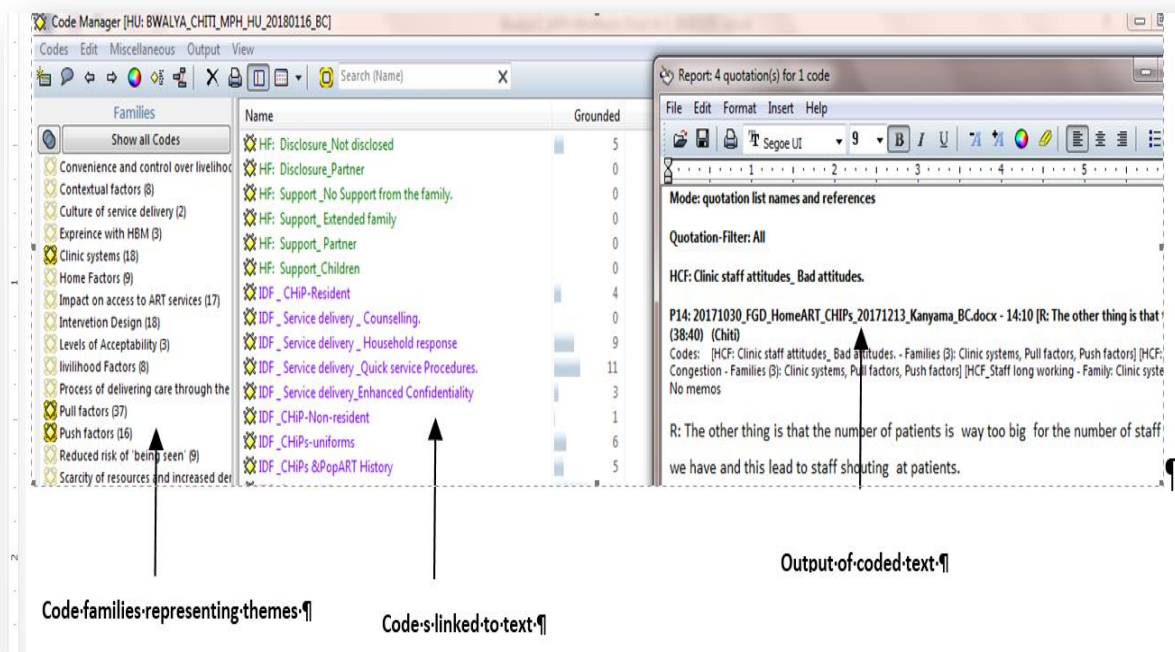 Code Manager [HU: BWALYA_CHITI_MPH_HU_20180116_BC]
Codes Edit Miscellaneous Output View
Search (Name)
Families
Show all Codes
Convenience and control over livelihoo
Contextual factors (8)
Culture of service delivery (2)
Expreince with HBM (3)
Clinic systems (18)
Home Factors (9)
Impact on access to ART services (17)
Intervetion Design (18)
Levels of Acceptability (3)
livilihood Factors (8)
Process of delivering care through the
Pull factors (37)
Push factors (16)
Reduced risk of 'being seen' (9)
Scarcity of resources and increased der
Name Grounded
HF: Disclosure_Not disclosed 5
HF: Disclosure_Partner 0
HF: Support _No Support from the family. 0
HF: Support_ Extended family 0
HF: Support_ Partner 0
HF: Support_Children 0
IDF _ CHiP-Resident 4
IDF _ Service delivery _ Counselling. 0
IDF _ Service delivery _ Household response 9
IDF _ Service delivery _Quick service Procedures. 11
IDF _ Service delivery_Enhanced Confidentiality 3
IDF _CHiP-Non-resident 1
IDF _CHiPs-uniforms 6
IDF _CHiPs &PopART History 5
Report: 4 quotation(s) for 1 code
File Edit Format Insert Help
Segoe UI 9 B I U
1 2 3 4 5
Mode: quotation list names and references
Quotation-Filter: All
HCF: Clinic staff attitudes_ Bad attitudes.
P14: 20171030_FGD_HomeART_CHIPs_20171213_Kanyama_BC.docx - 14:10 [R: The other thing is that
(38:40) (Chiti)
Codes: [HCF: Clinic staff attitudes_ Bad attitudes. - Families (3): Clinic systems, Pull factors, Push factors] [HCF:
Congestion - Families (3): Clinic systems, Pull factors, Push factors] [HCF_Staff long working - Family: Clinic syste
No memos
R: The other thing is that the number of patients is way too big for the number of staff
we have and this lead to staff shouting at patients.
¶
Output·of·coded·text·¶
Code·families·representing·themes·¶
Code·s·linked·to·text·¶
1
2